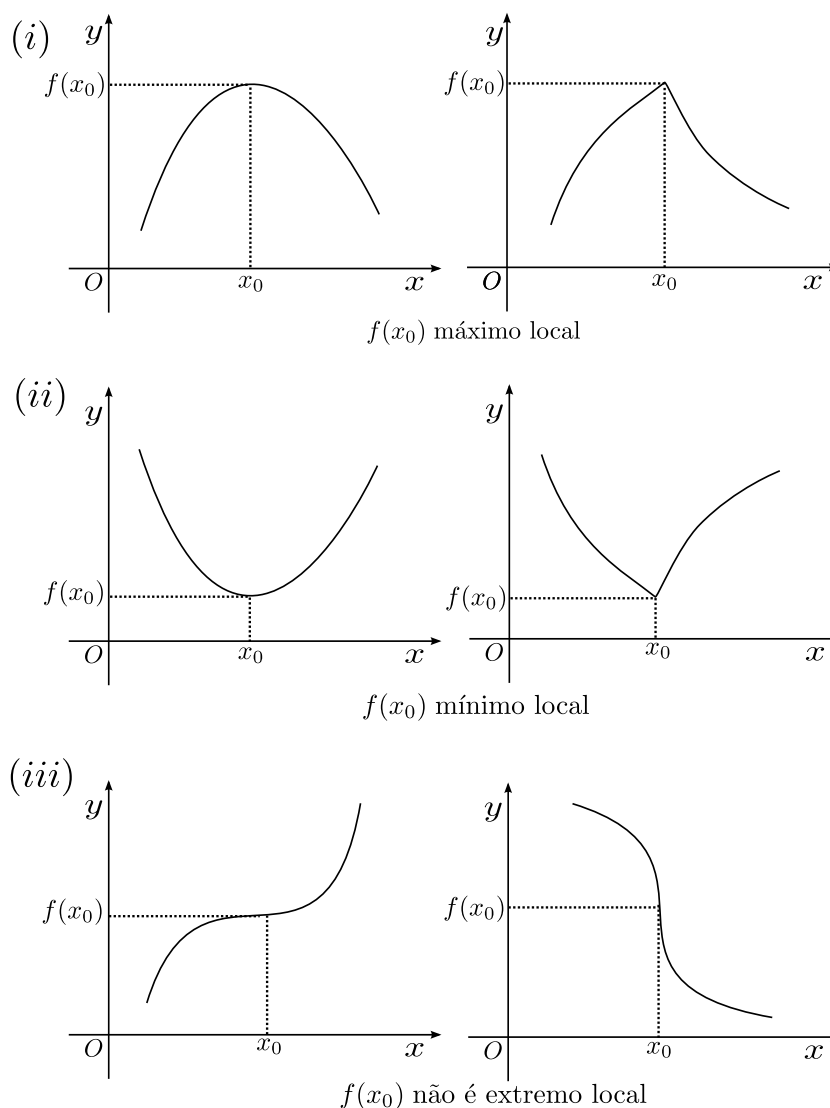 (i)
y
f(x₀)
O
x₀
x
y
f(x₀)
O
x₀
x
f(x₀) máximo local
(ii)
y
f(x₀)
O
x₀
x
y
f(x₀)
O
x₀
x
f(x₀) mínimo local
(iii)
y
f(x₀)
O
x₀
x
y
f(x₀)
O
x₀
x
f(x₀) não é extremo local